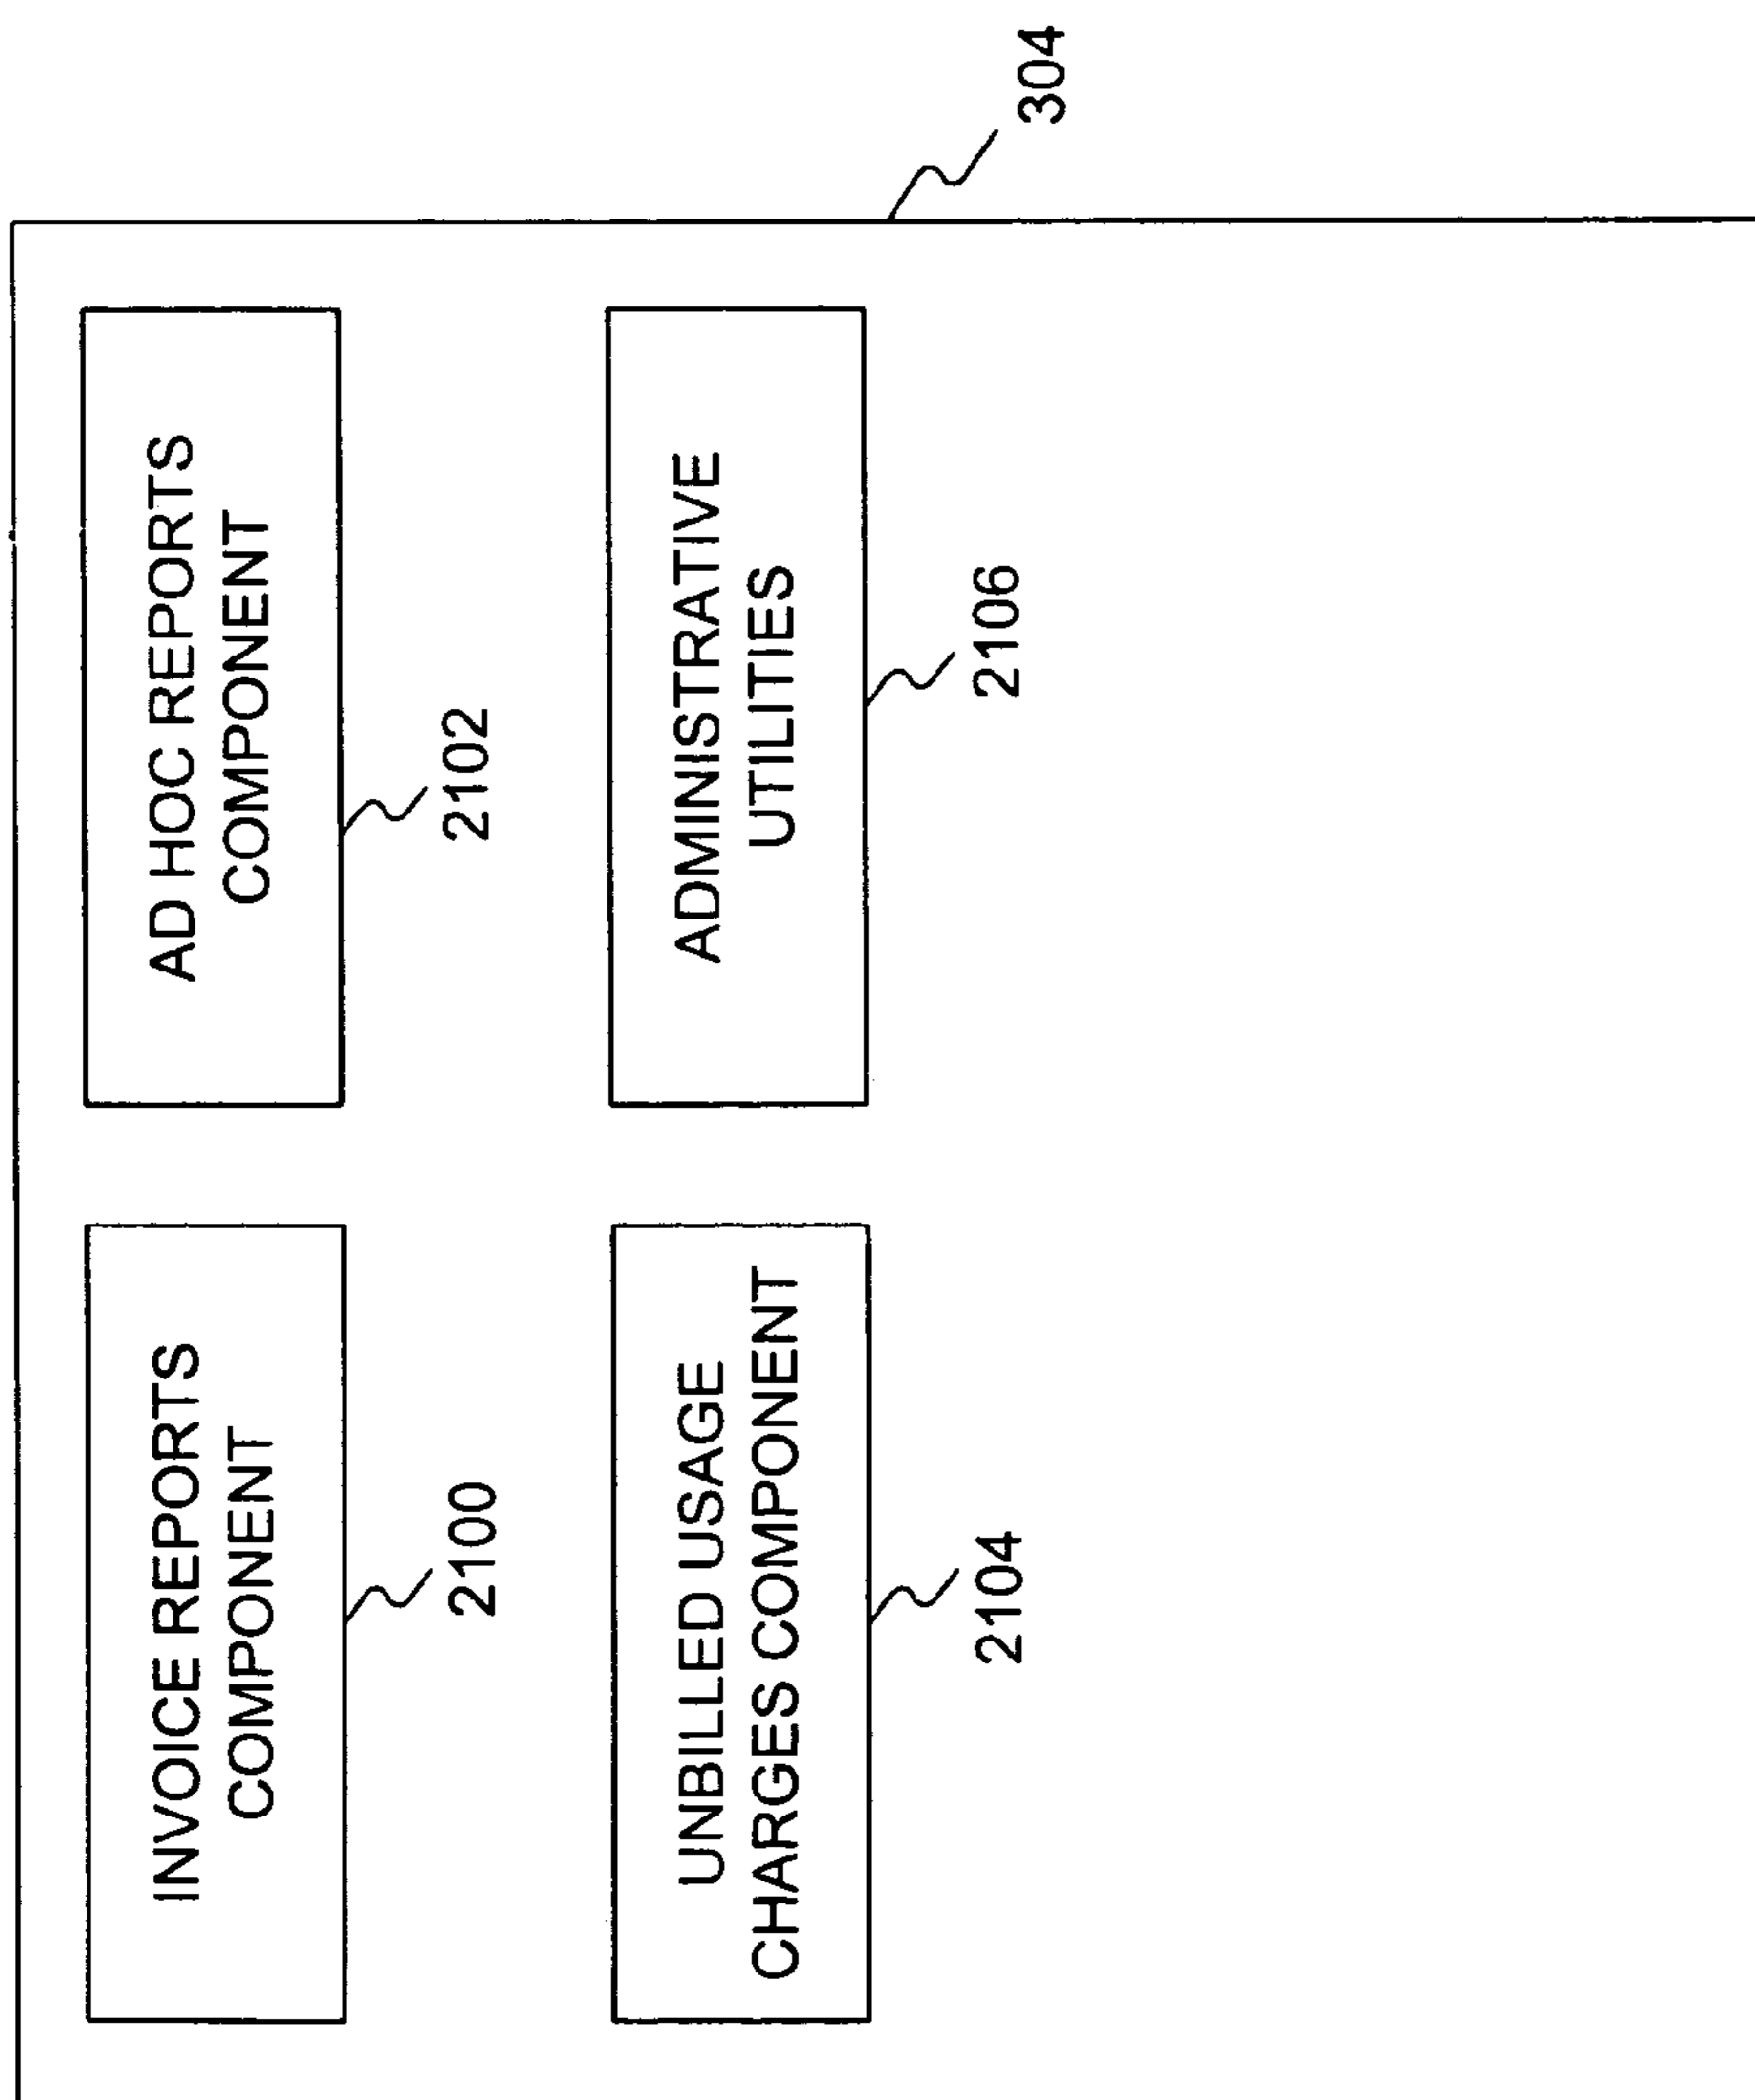 INVOICE REPORTS
COMPONENT
2100
AD HOC REPORTS
COMPONENT
2102
UNBILLED USAGE
CHARGES COMPONENT
2104
ADMINISTRATIVE
UTILITIES
2106
304